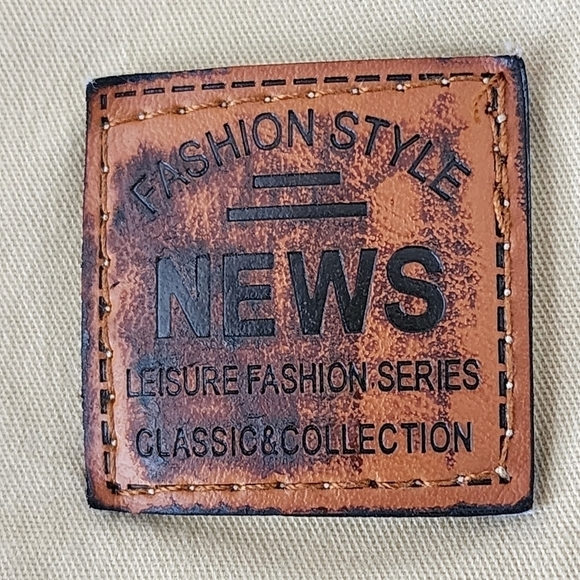 FASHION STYLE
NEWS
LEISURE FASHION SERIES
CLASSIC&COLLECTION